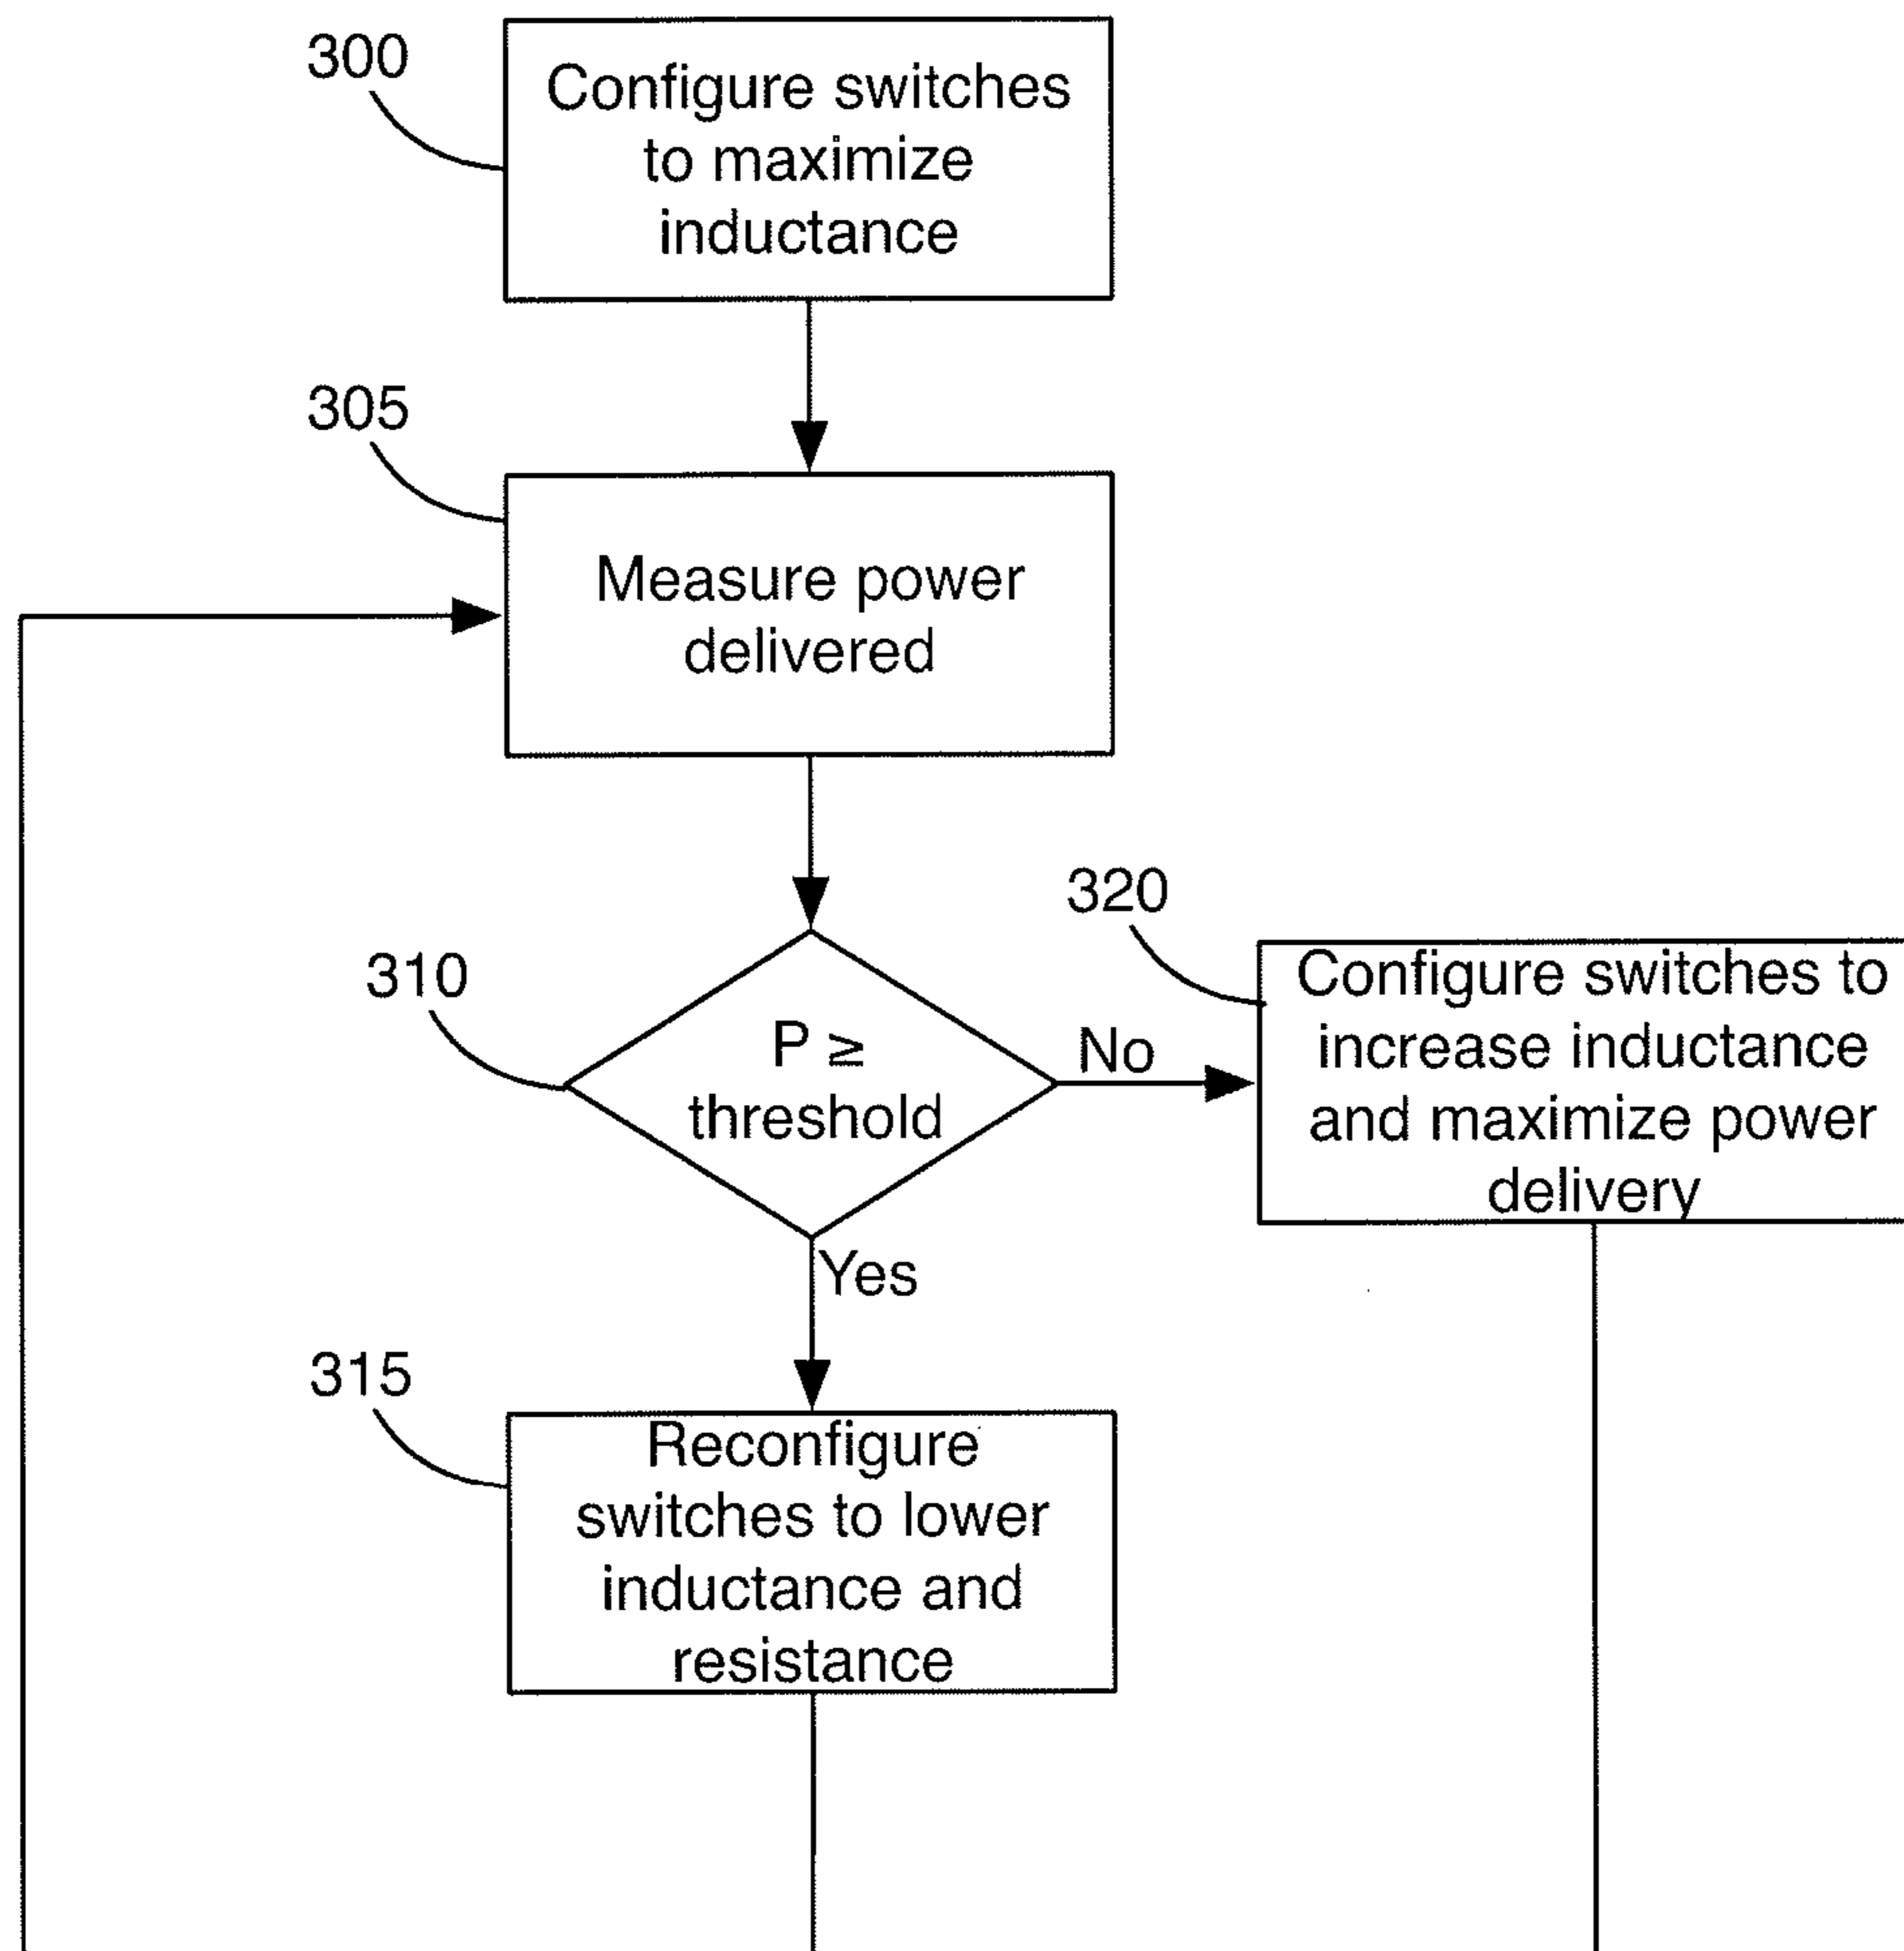 300
Configure switches
to maximize
inductance
305
Measure power
delivered
310
P ≥
threshold
No
320
Configure switches to
increase inductance
and maximize power
delivery
Yes
315
Reconfigure
switches to lower
inductance and
resistance